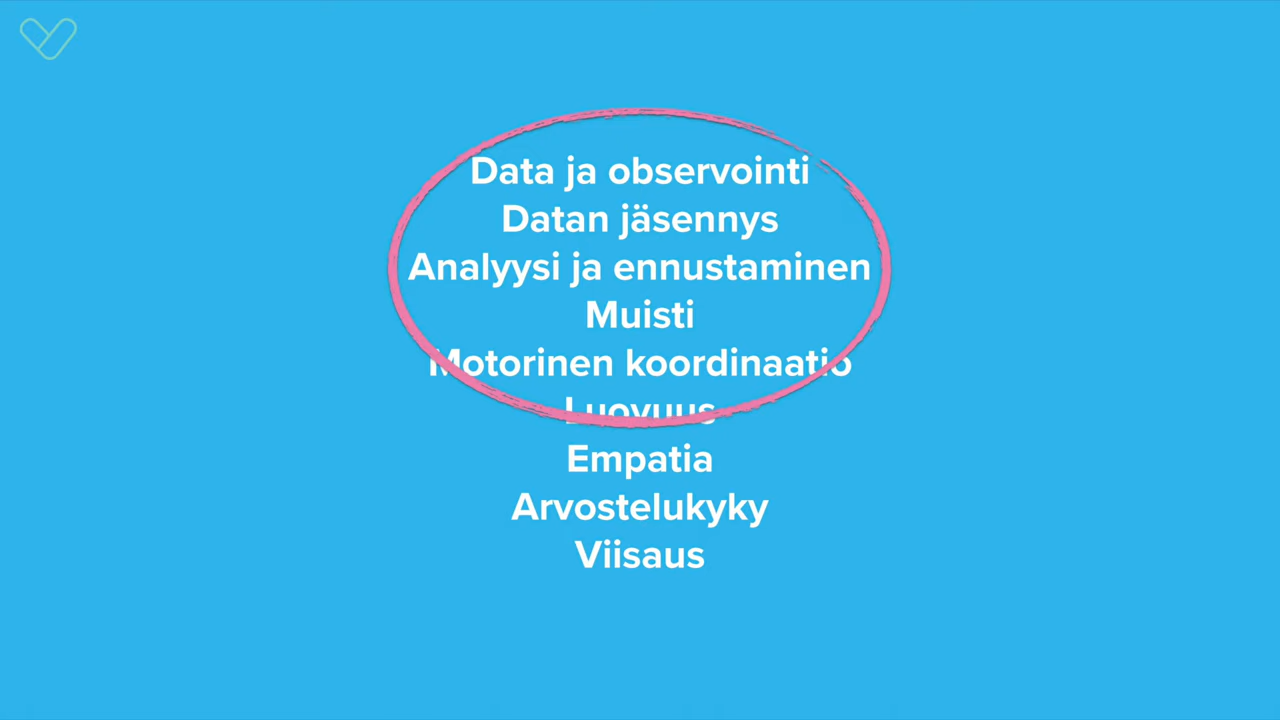 Data ja observointi
Datan jäsennys
Analyysi ja ennustaminen
Muisti
Motorinen koordinaatio
Luovuus
Empatia
Arvostelukyky
Viisaus